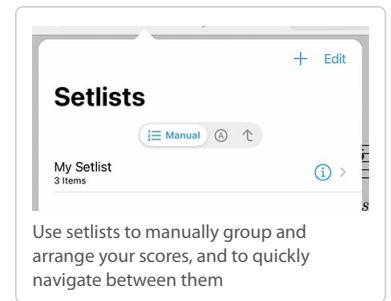 + Edit
Setlists
Manual A
My Setlist
3 Items
Use setlists to manually group and
arrange your scores, and to quickly
navigate between them